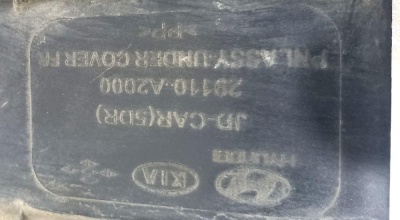 HYUNDAI
KIA
JD-CAR(5DR)
29110-A2000
PNL ASSY-UNDER COVER FR
>PP<